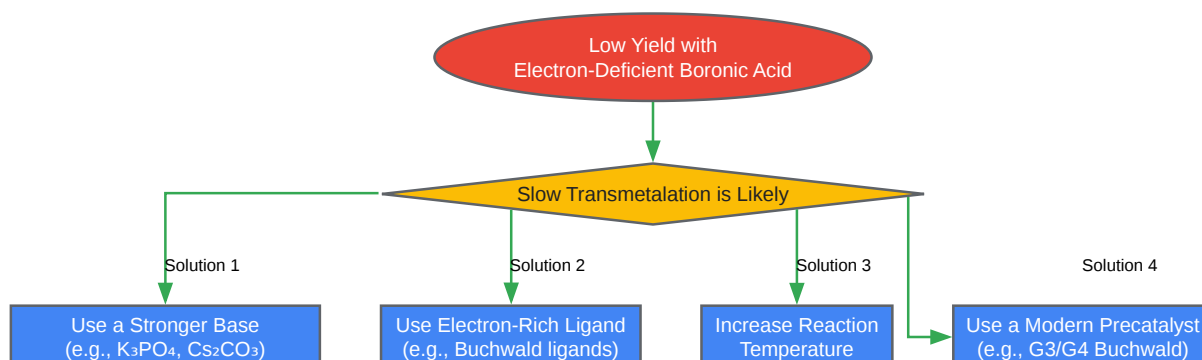 Low Yield with
Electron-Deficient Boronic Acid
Slow Transmetalation is Likely
Solution 1
Solution 2
Solution 3
Solution 4
Use a Stronger Base
(e.g., K₃PO₄, Cs₂CO₃)
Use Electron-Rich Ligand
(e.g., Buchwald ligands)
Increase Reaction
Temperature
Use a Modern Precatalyst
(e.g., G3/G4 Buchwald)